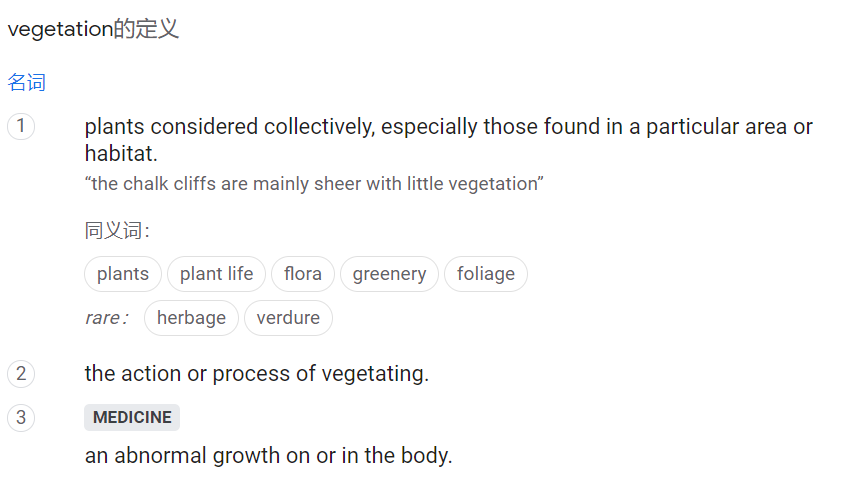 vegetation的定义
名词
1 plants considered collectively, especially those found in a particular area or
habitat.
“the chalk cliffs are mainly sheer with little vegetation”
同义词：
plants plant life flora greenery foliage
rare： herbage verdure
2 the action or process of vegetating.
3 MEDICINE
an abnormal growth on or in the body.